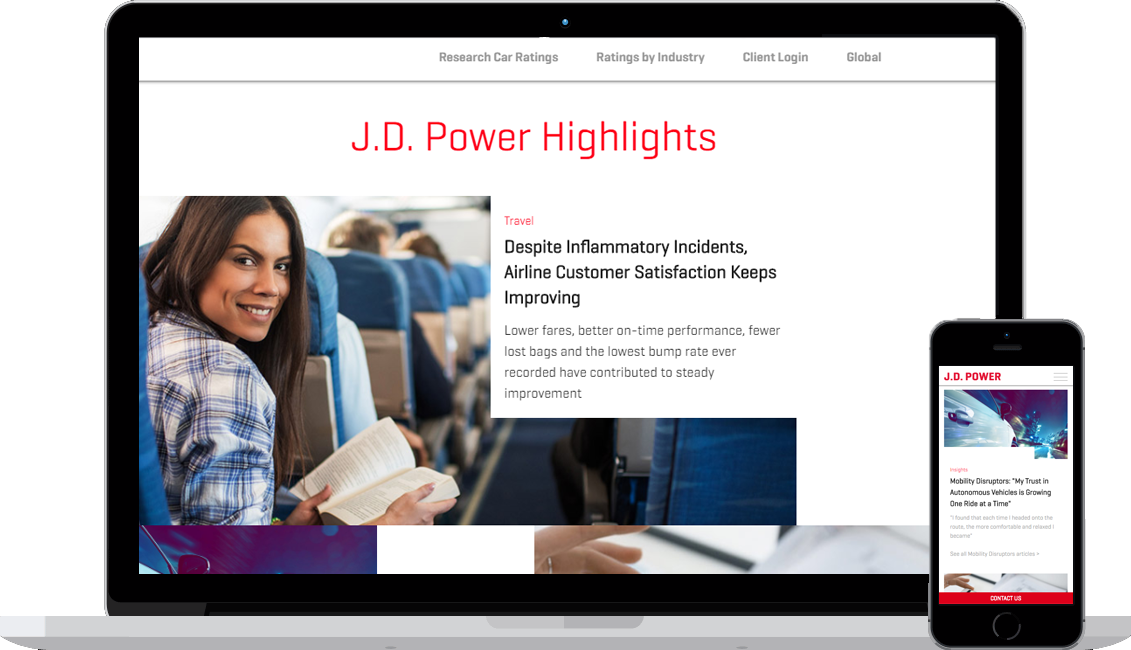 Research Car Ratings Ratings by Industry Client Login Global
J.D. Power Highlights
Travel
Despite Inflammatory Incidents,
Airline Customer Satisfaction Keeps
Improving
Lower fares, better on-time performance, fewer
lost bags and the lowest bump rate ever
recorded have contributed to steady
improvement
J.D. POWER
Insights
Mobility Disruptors: “My Trust in
Autonomous Vehicles is Growing
One Ride at a Time”
“I found that each time I headed onto the
route, the more comfortable and relaxed I
became”
See all Mobility Disruptors articles »
CONTACT US